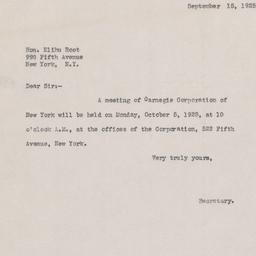 September 15, 1925
Hon. Elihu Root
998 Fifth Avenue
New York, N.Y.
Dear Sir:-
A meeting of Carnegie Corporation of
New York will be held on Monday, October 5, 1925, at 10
o'clock A.M., at the offices of the Corporation, 522 Fifth
Avenue, New York.
Very truly yours,
Secretary.